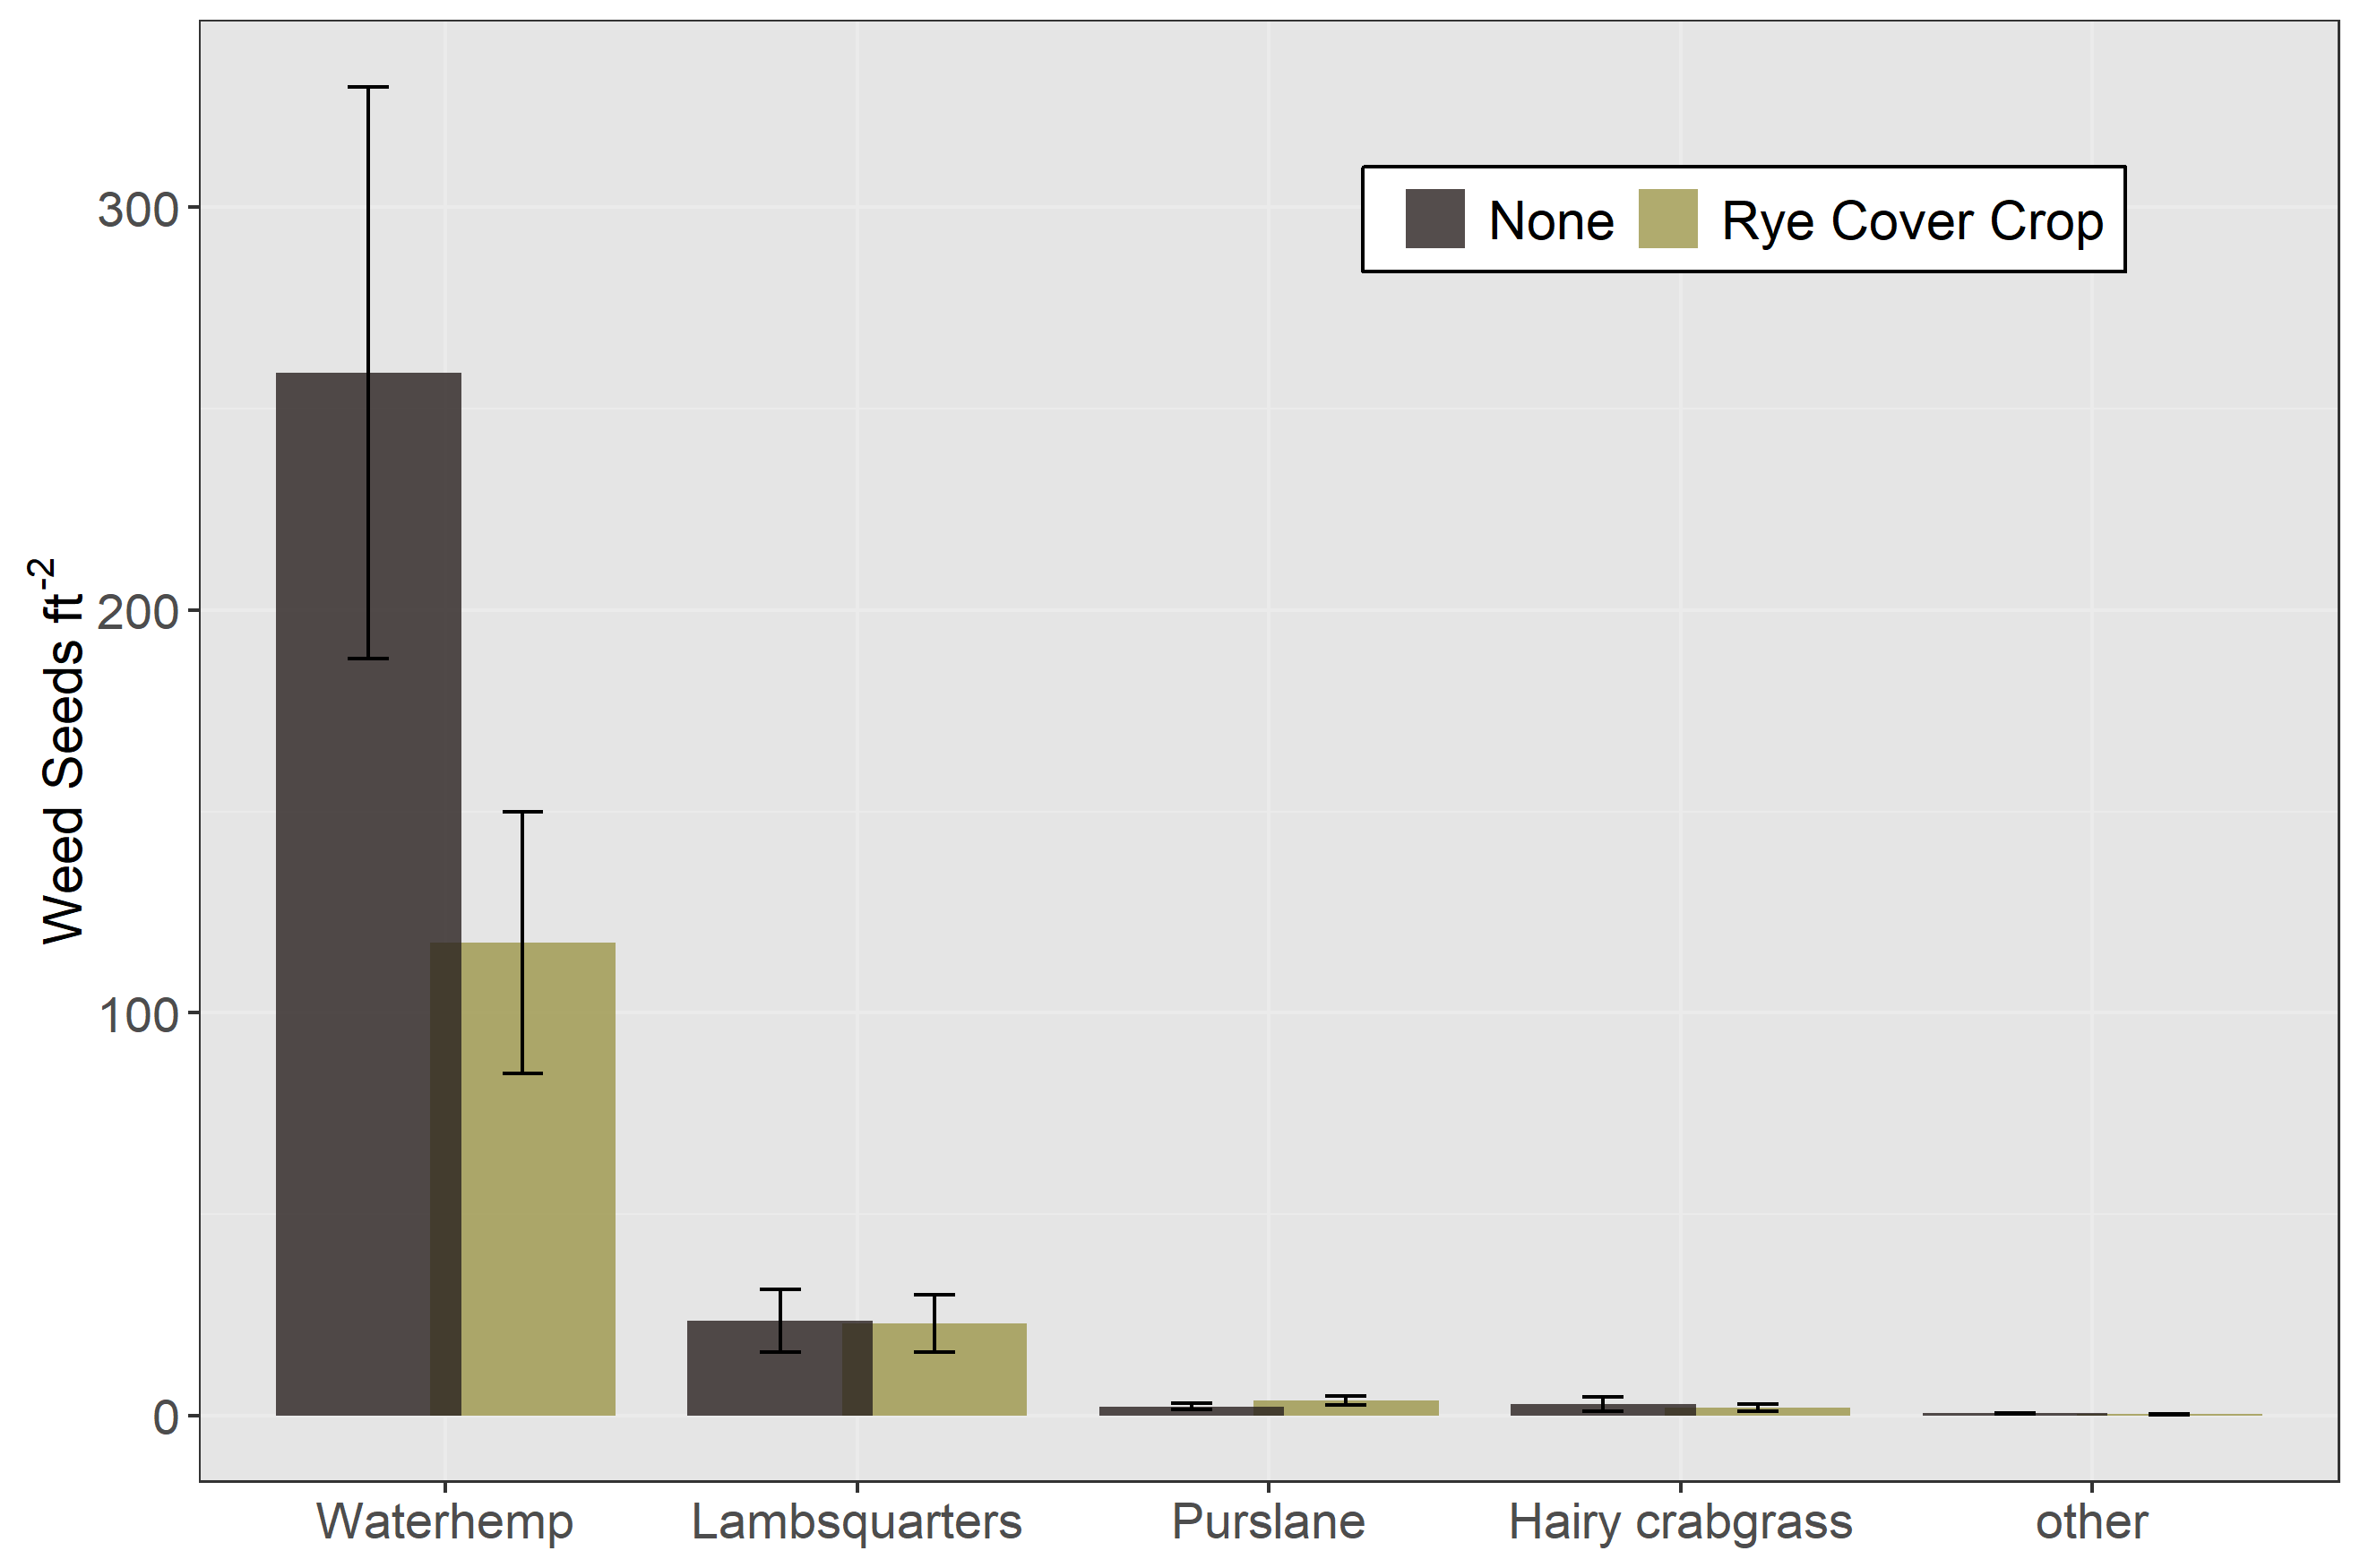 None Rye Cover Crop
Weed Seeds ft-2
300
200
100
0
Waterhemp Lambsquarters Purslane Hairy crabgrass other